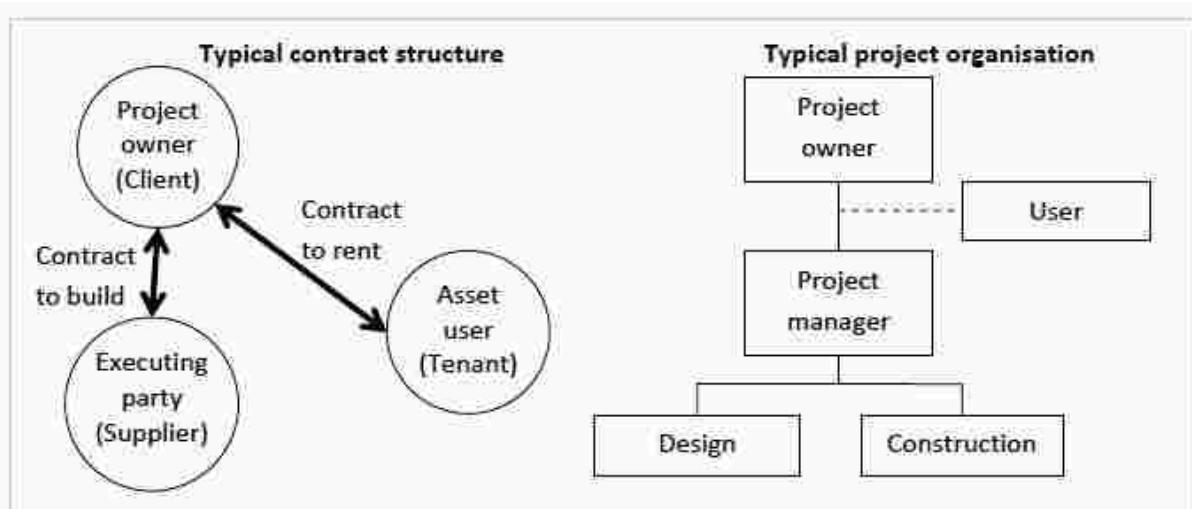 Typical contract structure
Project
owner
(Client)
Contract
to rent
Contract
to build
Asset
user
(Tenant)
Executing
party
(Supplier)
Typical project organisation
Project
owner
User
Project
manager
Design
Construction